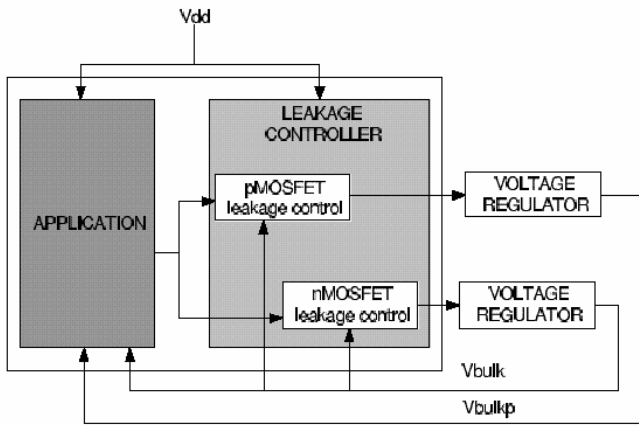 Vdd
LEAKAGE
CONTROLLER
pMOSFET
leakage control
VOLTAGE
REGULATOR
APPLICATION
nMOSFET
leakage control
VOLTAGE
REGULATOR
Vbulk
Vbulkp